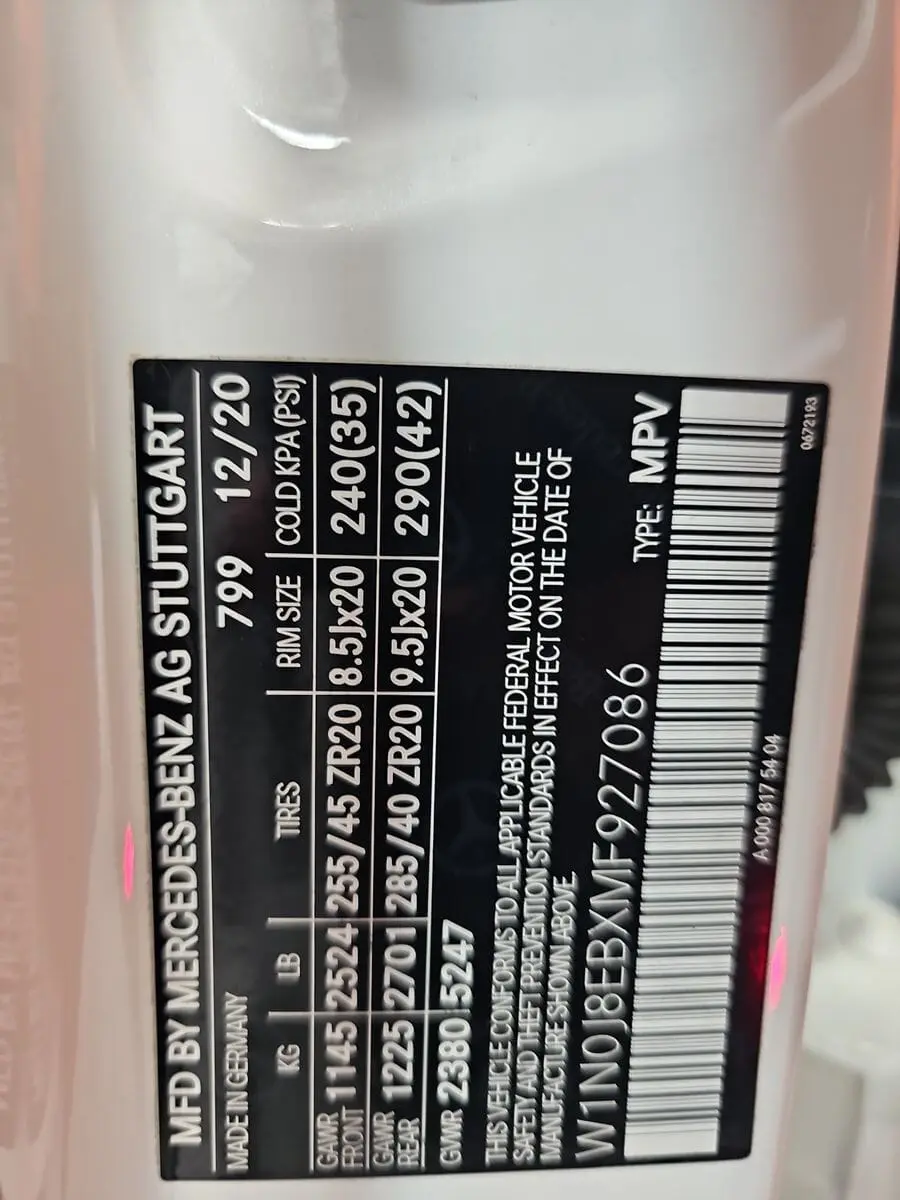 MFD BY MERCEDES-BENZ AG STUTTGART
MADE IN GERMANY 799 12/20
KG LB TIRES RIM SIZE COLD KPA (PSI)
GAWR FRONT 1145 2524 255/45 ZR20 8.5Jx20 240(35)
GAWR REAR 1225 2701 285/40 ZR20 9.5Jx20 290(42)
GVWR 2380 5247
THIS VEHICLE CONFORMS TO ALL APPLICABLE FEDERAL MOTOR VEHICLE
SAFETY AND THEFT PREVENTION STANDARDS IN EFFECT ON THE DATE OF
MANUFACTURE SHOWN ABOVE.
W1N0J8EBXMF927086 TYPE: MPV
A 000 817 54 04 0672193